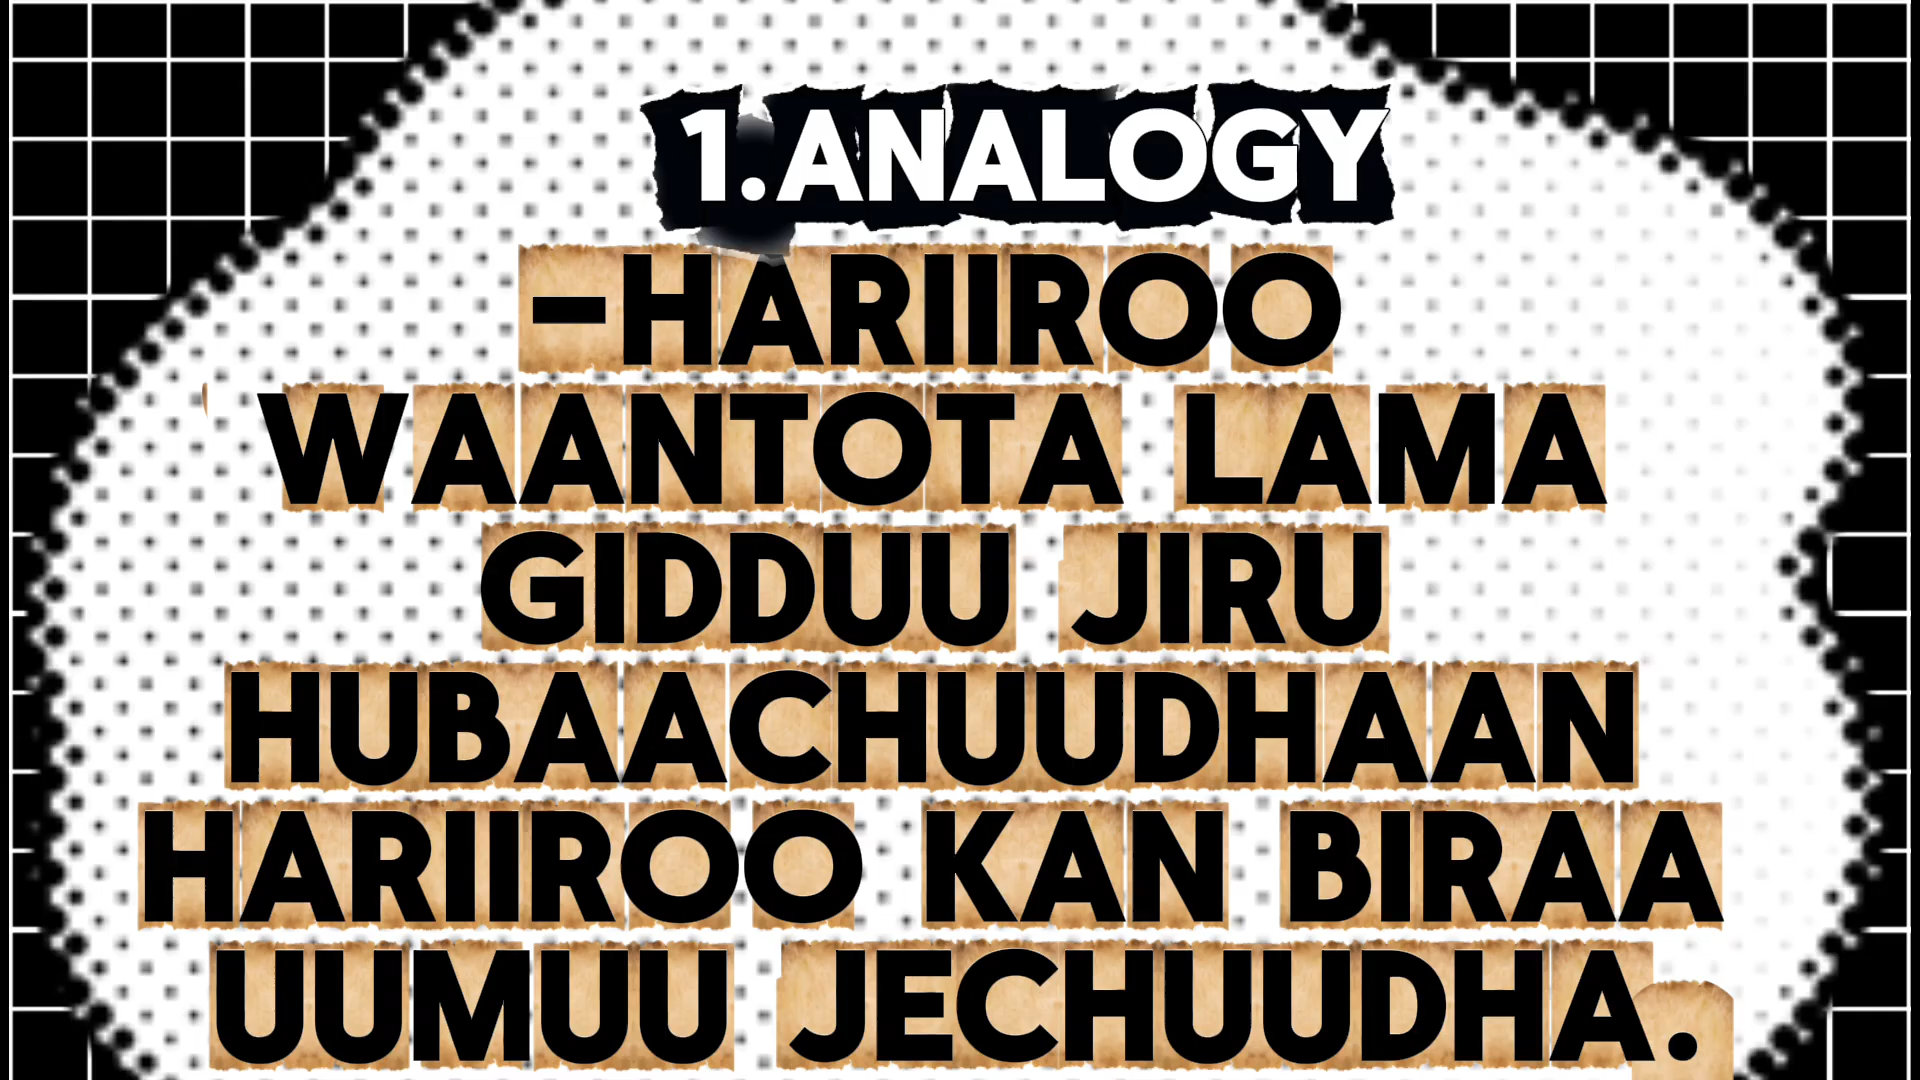 1.ANALOGY
-HARIIROO
WAANTOTA LAMA
GIDDUU JIRU
HUBAACHUUDHAAN
HARIIROO KAN BIRAA
UUMUU JECHUUDHA.